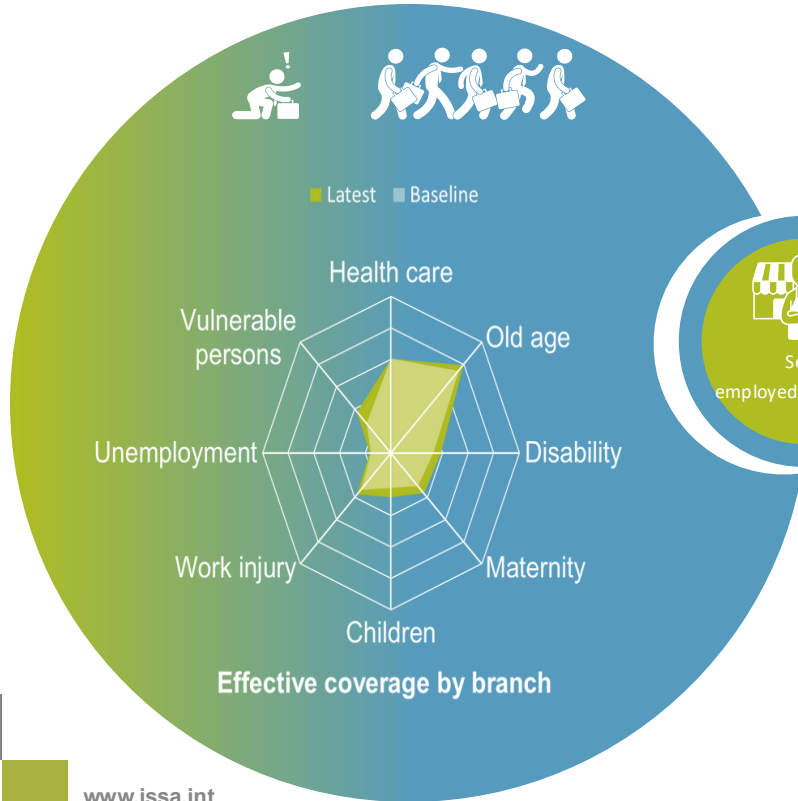 !
Latest Baseline
Health care
Vulnerable
persons
Old age
Unemployment
Disability
Work injury
Maternity
Children
Effective coverage by branch
employed
www.issa.int